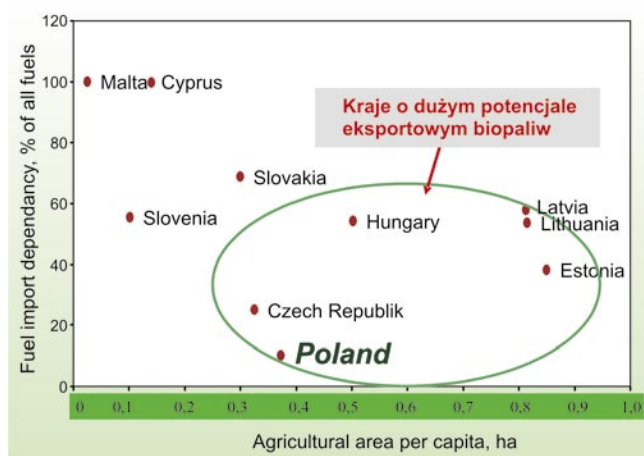 Fuel import dependancy, % of all fuels
120
100
80
60
40
20
0
Malta
Cyprus
Kraje o dużym potencjale
eksportowym biopaliw
Slovakia
Slovenia
Hungary
Latvia
Lithuania
Estonia
Czech Republik
Poland
0 0,1 0,2 0,3 0,4 0,5 0,6 0,7 0,8 0,9 1,0
Agricultural area per capita, ha